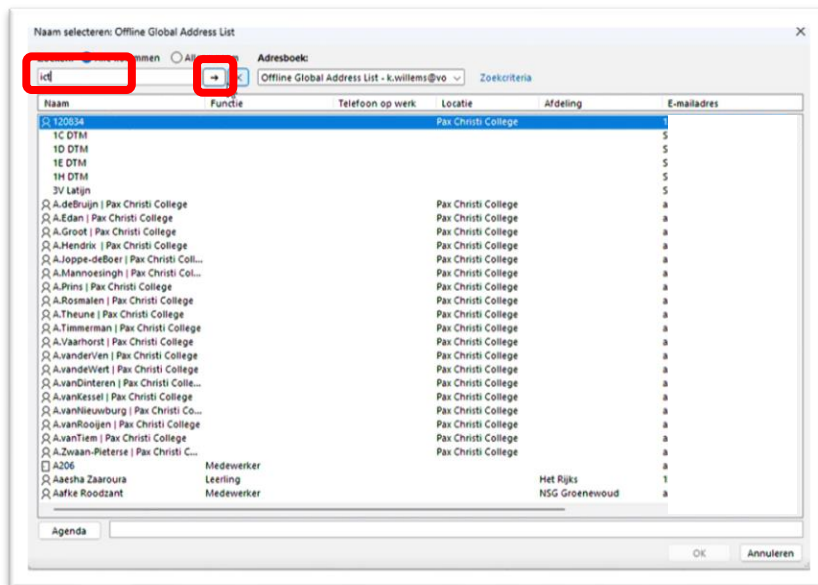 Naam selecteren: Offline Global Address List
Adresboek:
ict
Offline Global Address List - k.willems@vo
Zoekcriteria
Naam Functie Telefoon op werk Locatie Afdeling E-mailadres
120834 Pax Christi College 1
1C DTM S
1D DTM S
1E DTM S
1H DTM S
3V Latijn S
A.deBruijn | Pax Christi College Pax Christi College a
A.Edan | Pax Christi College Pax Christi College a
A.Groot | Pax Christi College Pax Christi College a
A.Hendrix | Pax Christi College Pax Christi College a
A.Joppe-deBoer | Pax Christi Coll... Pax Christi College a
A.Mannoesingh | Pax Christi Col... Pax Christi College a
A.Prins | Pax Christi College Pax Christi College a
A.Rosmalen | Pax Christi College Pax Christi College a
A.Theune | Pax Christi College Pax Christi College a
A.Timmerman | Pax Christi College Pax Christi College a
A.Vaarhorst | Pax Christi College Pax Christi College a
A.vanderVen | Pax Christi College Pax Christi College a
A.vandeWert | Pax Christi College Pax Christi College a
A.vanDinteren | Pax Christi Colle... Pax Christi College a
A.vanKessel | Pax Christi College Pax Christi College a
A.vanNieuwburg | Pax Christi Co... Pax Christi College a
A.vanRooijen | Pax Christi College Pax Christi College a
A.vanTiem | Pax Christi College Pax Christi College a
A.Zwaan-Pieterse | Pax Christi C... Pax Christi College a
A206 Medewerker a
Aaesha Zaaroura Leerling Het Rijks 1
Aafke Roodzant Medewerker NSG Groenewoud a
Agenda
OK Annuleren